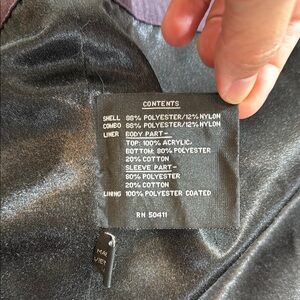 CONTENTS
SHELL 88% POLYESTER/12% NYLON
COMBO 88% POLYESTER/12% NYLON
LINER BODY PART-
TOP: 100% ACRYLIC.
BOTTOM: 80% POLYESTER
20% COTTON
SLEEVE PART-
80% POLYESTER
20% COTTON
LINING 100% POLYESTER COATED
RN 50411